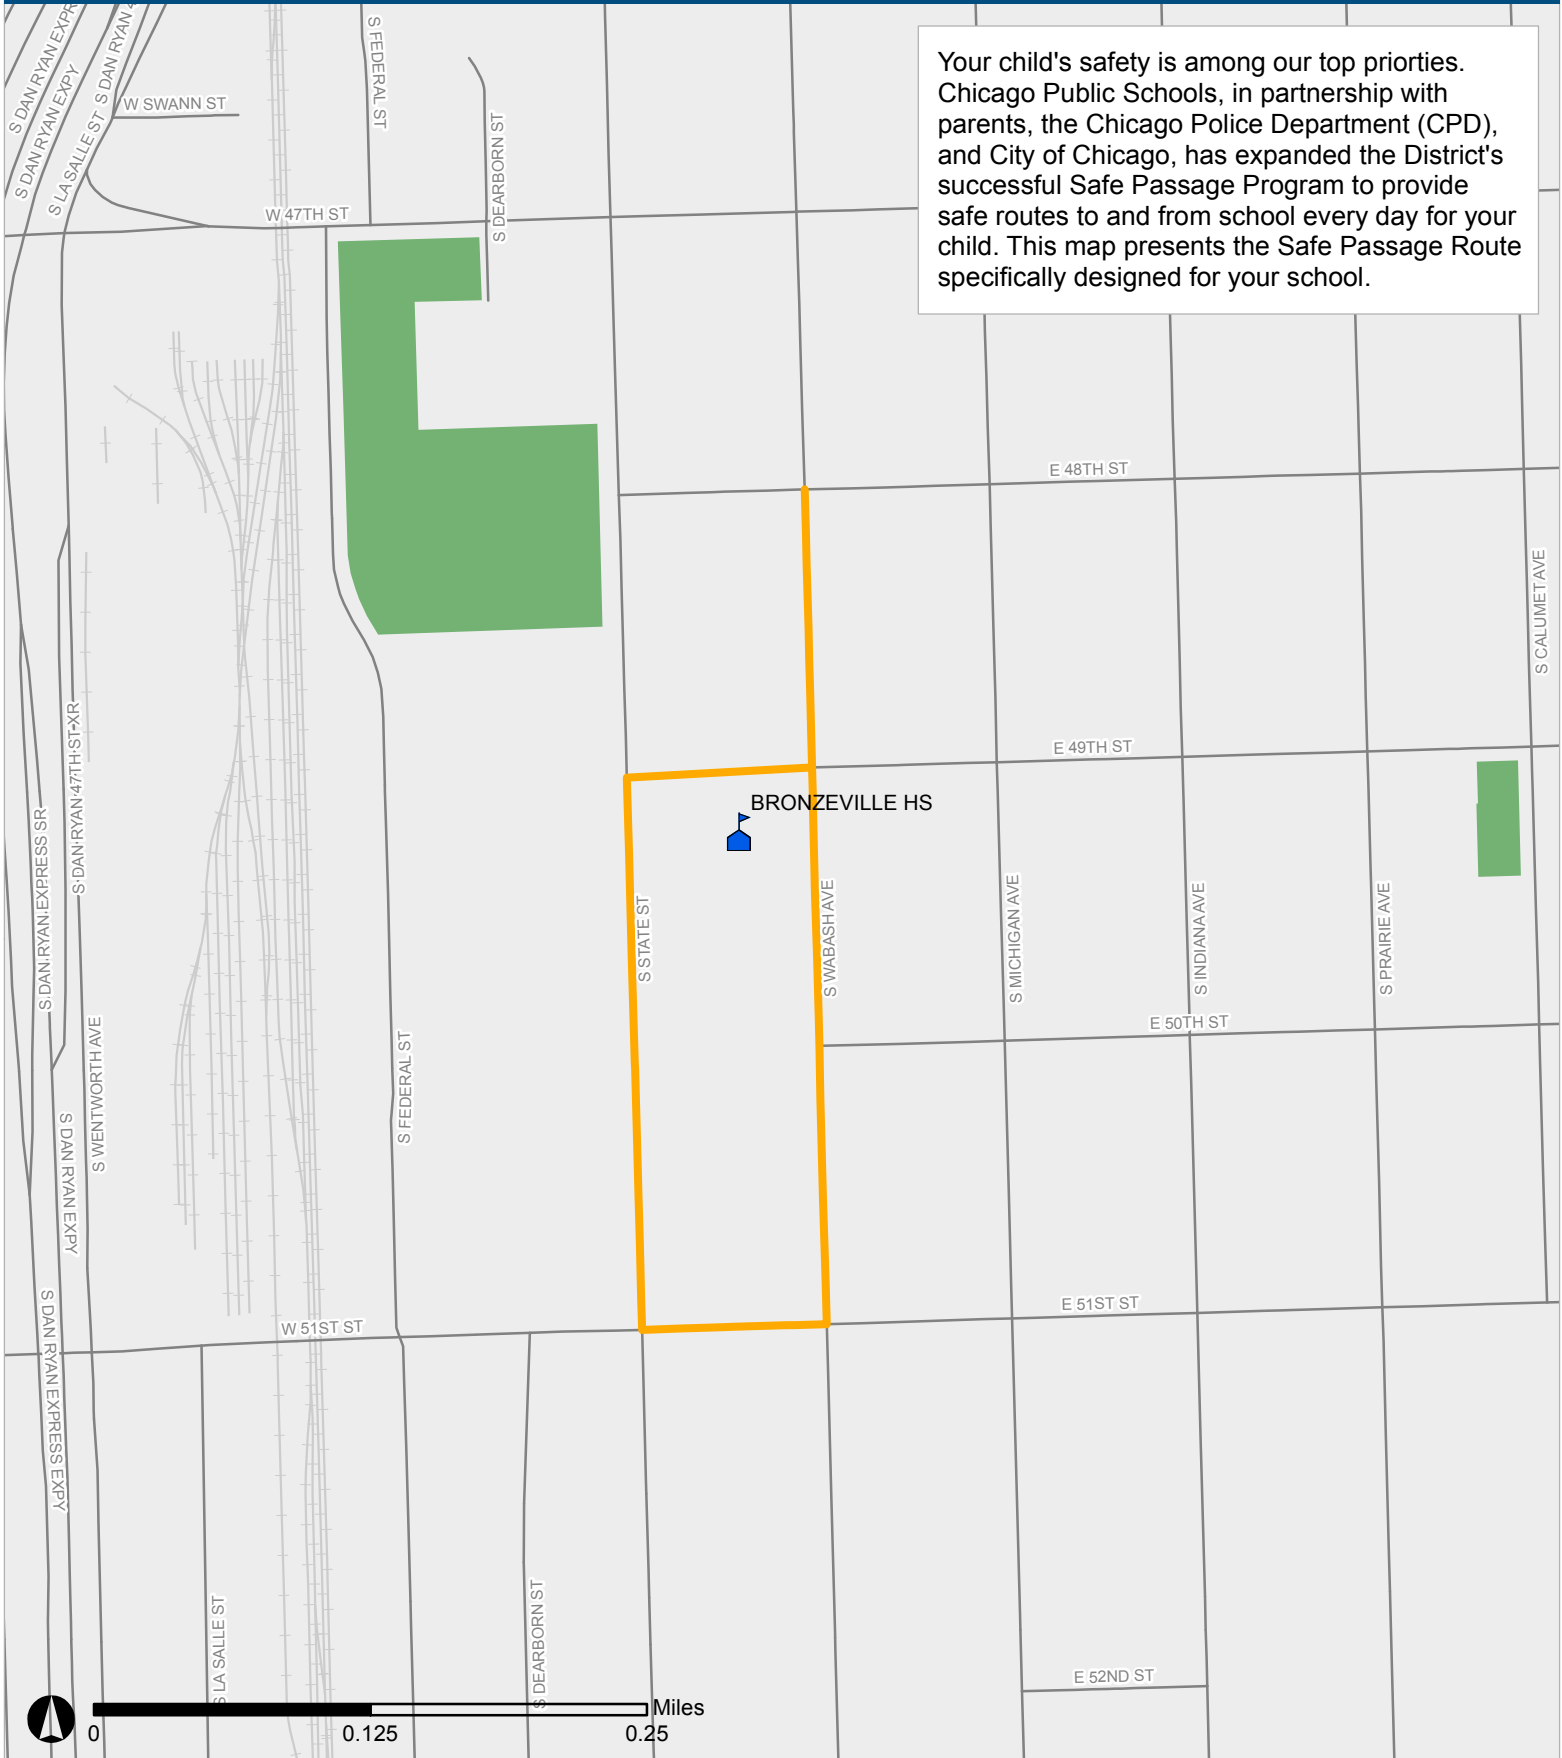 Your child's safety is among our top priorties.
Chicago Public Schools, in partnership with
parents, the Chicago Police Department (CPD),
and City of Chicago, has expanded the District's
successful Safe Passage Program to provide
safe routes to and from school every day for your
child. This map presents the Safe Passage Route
specifically designed for your school.
S DAN RYAN EXPR
S DAN RYAN EXPY
S LA SALLE ST
S DAN RYAN 4
W SWANN ST
S FEDERAL ST
S DEARBORN ST
W 47TH ST
E 48TH ST
S CALUMET AVE
E 49TH ST
BRONZEVILLE HS
S DAN RYAN 47TH ST XR
S DAN RYAN EXPRESS SR
S STATE ST
S WABASH AVE
S MICHIGAN AVE
S INDIANA AVE
S PRAIRIE AVE
E 50TH ST
S WENTWORTH AVE
S FEDERAL ST
S DAN RYAN EXPY
E 51ST ST
W 51ST ST
S DAN RYAN EXPRESS EXPY
S LA SALLE ST
S DEARBORN ST
E 52ND ST
Miles
0 0.125 0.25